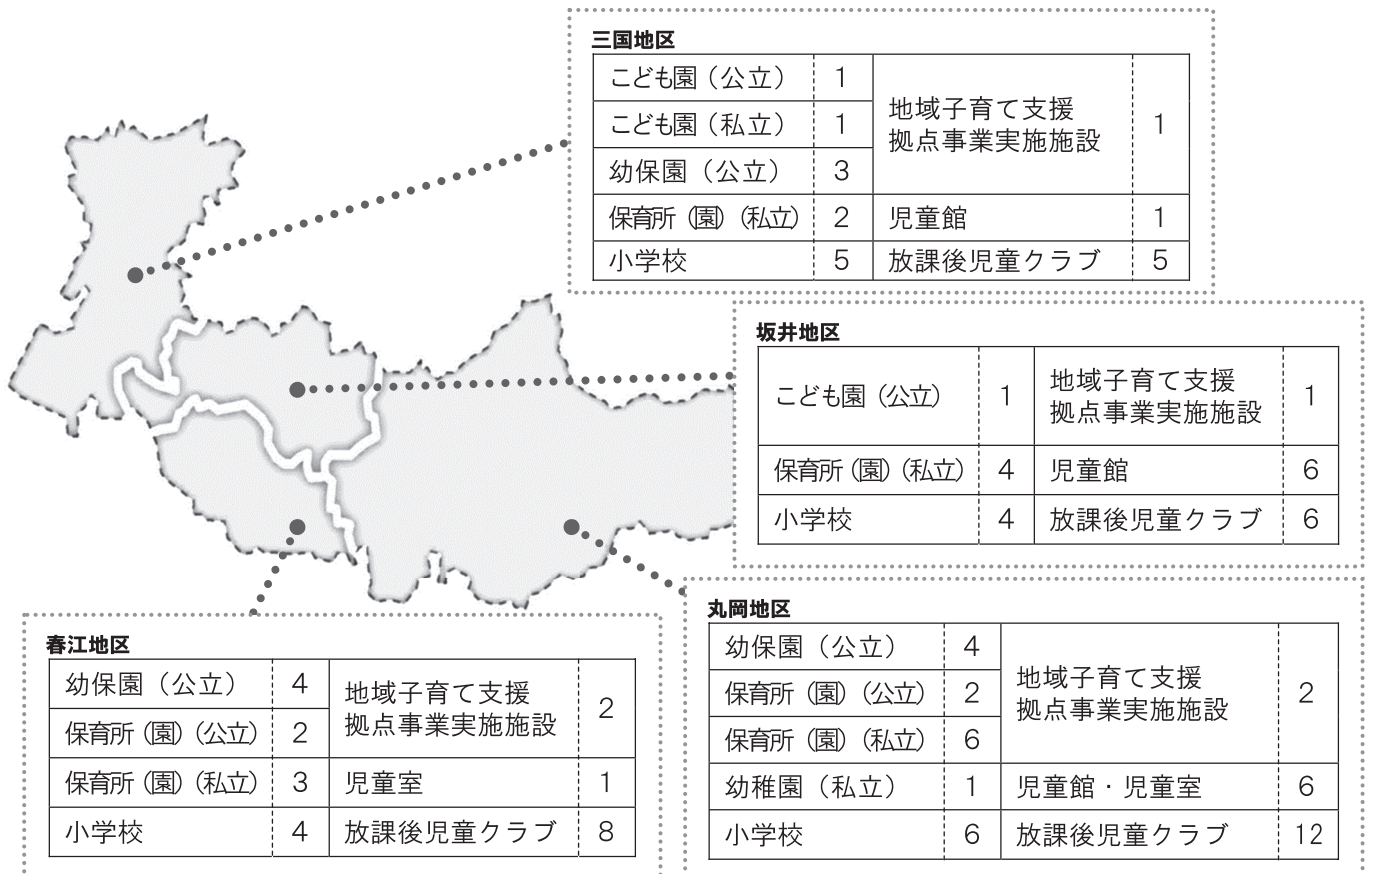 三国地区
こども園（公立） 1
こども園（私立） 1
幼保園（公立） 3
地域子育て支援
拠点事業実施施設 1
保育所（園）（私立） 2 児童館 1
小学校 5 放課後児童クラブ 5
坂井地区
こども園（公立） 1
地域子育て支援
拠点事業実施施設 1
保育所（園）（私立） 4 児童館 6
小学校 4 放課後児童クラブ 6
春江地区
幼保園（公立） 4
保育所（園）（公立） 2
地域子育て支援
拠点事業実施施設 2
保育所（園）（私立） 3 児童室 1
小学校 4 放課後児童クラブ 8
丸岡地区
幼保園（公立） 4
保育所（園）（公立） 2
保育所（園）（私立） 6
地域子育て支援
拠点事業実施施設 2
幼稚園（私立） 1 児童館・児童室 6
小学校 6 放課後児童クラブ 12